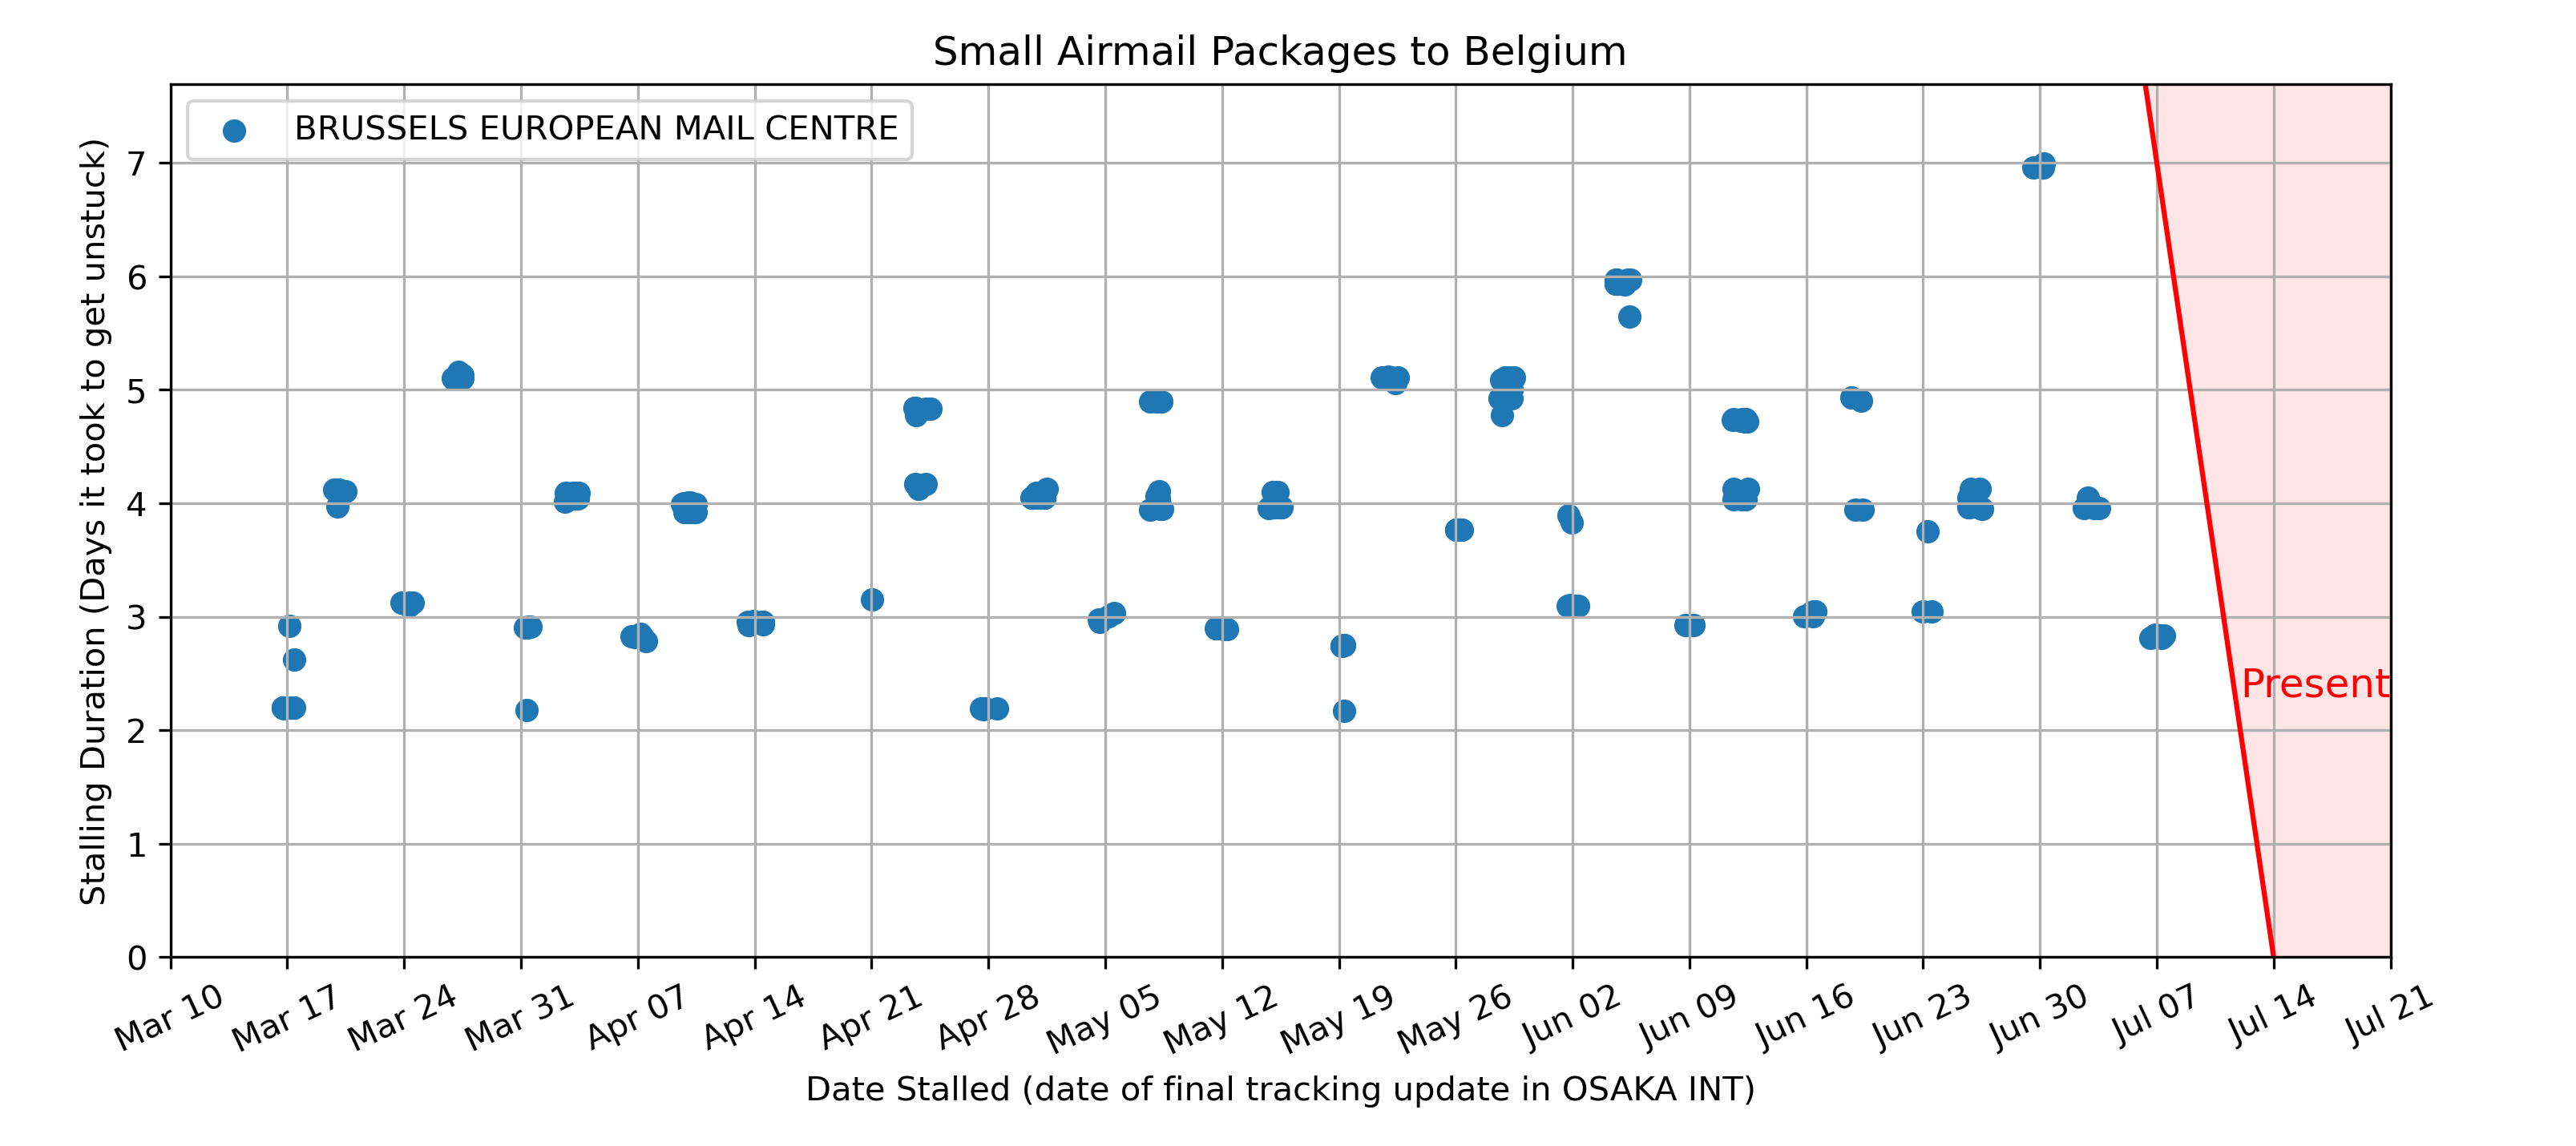 Small Airmail Packages to Belgium
BRUSSELS EUROPEAN MAIL CENTRE
Stalling Duration (Days it took to get unstuck)
7
6
5
4
3
2
1
0
Present
Mar 10
Mar 17
Mar 24
Mar 31
Apr 07
Apr 14
Apr 21
Apr 28
May 05
May 12
May 19
May 26
Jun 02
Jun 09
Jun 16
Jun 23
Jun 30
Jul 07
Jul 14
Jul 21
Date Stalled (date of final tracking update in OSAKA INT)